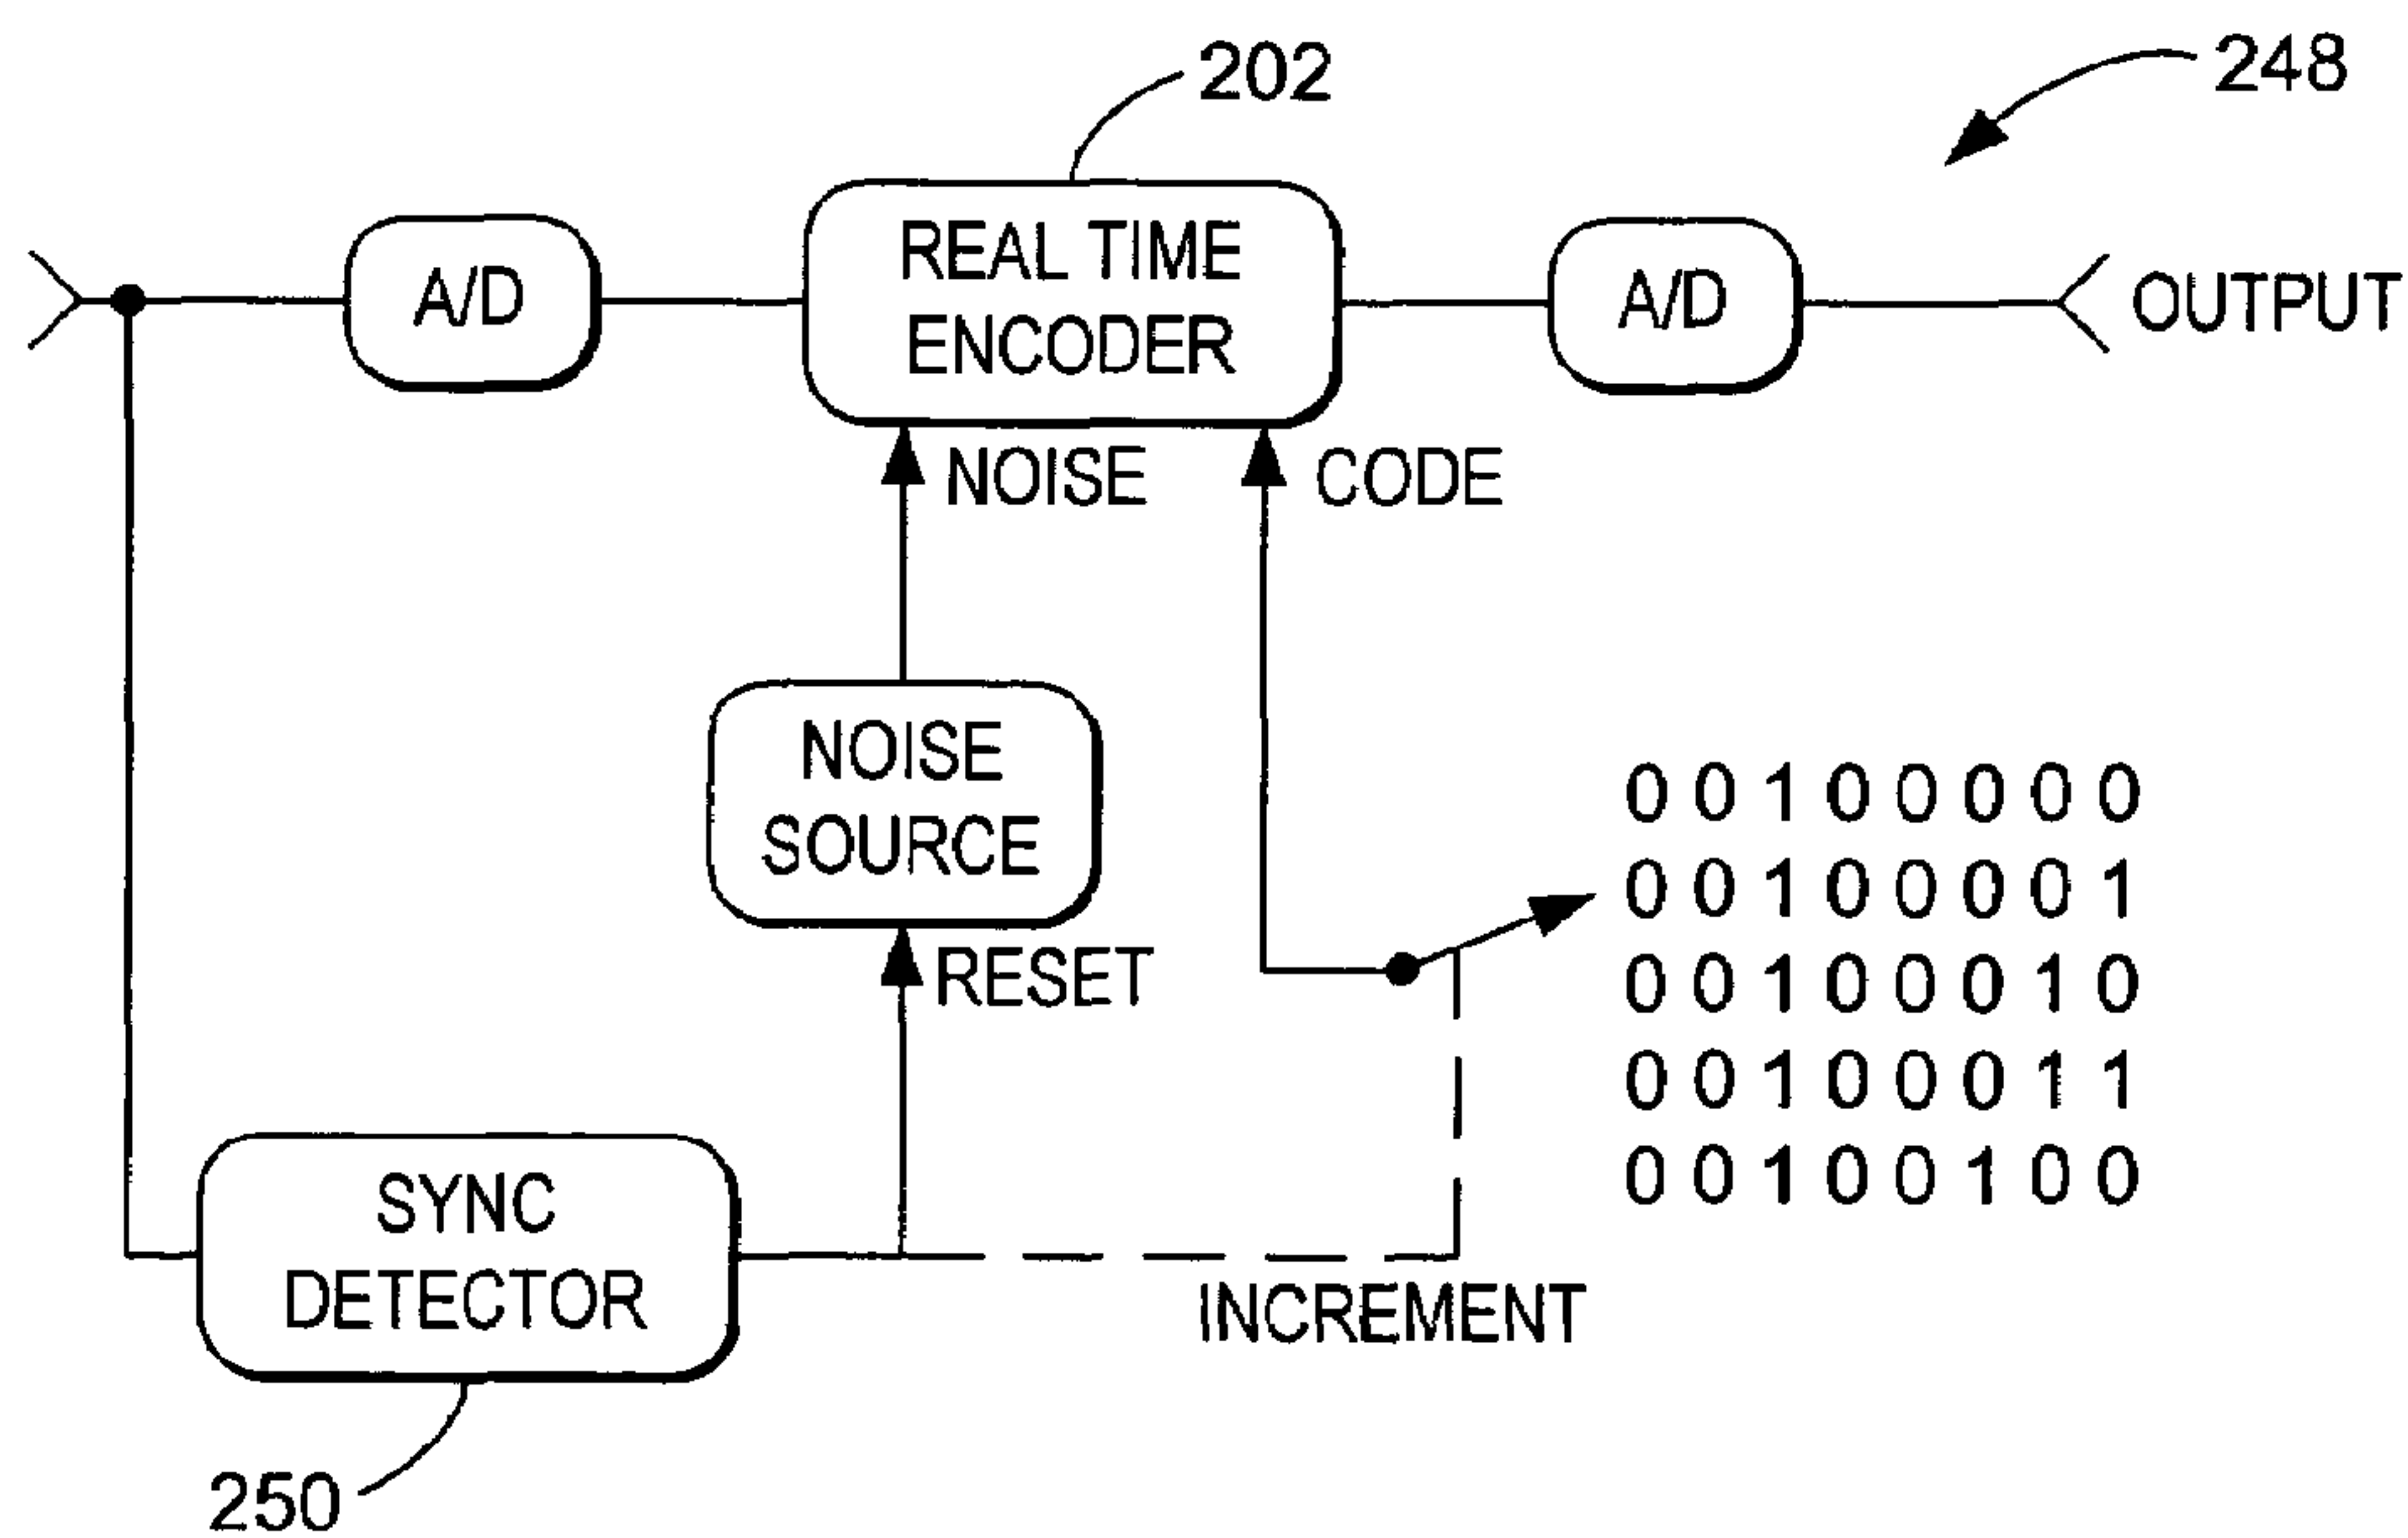 202
248
A/D
REAL TIME
ENCODER
A/D
OUTPUT
NOISE
CODE
NOISE
SOURCE
RESET
0 0 1 0 0 0 0 0
0 0 1 0 0 0 0 1
0 0 1 0 0 0 1 0
0 0 1 0 0 0 1 1
0 0 1 0 0 1 0 0
SYNC
DETECTOR
INCREMENT
250